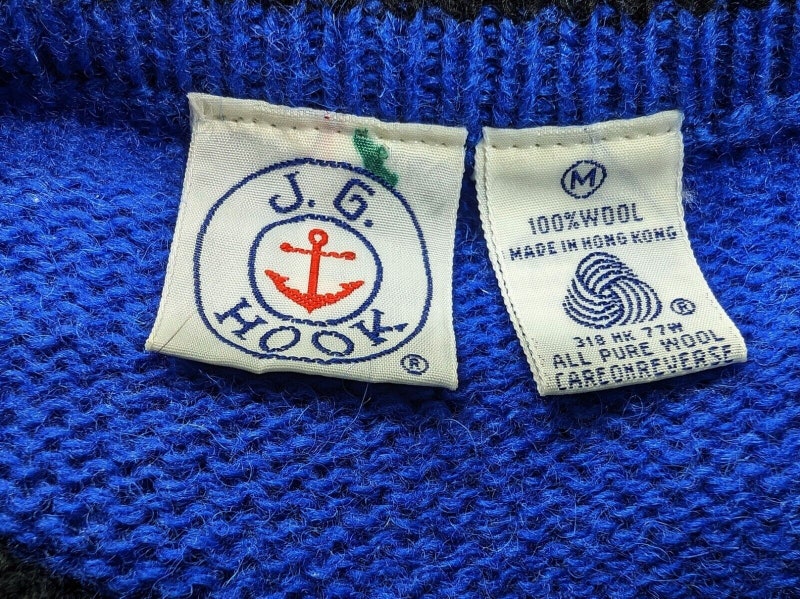 J. G.
HOOK.
®
M
100% WOOL
MADE IN HONG KONG
®
318 HK 77W
ALL PURE WOOL
CARE ON REVERSE